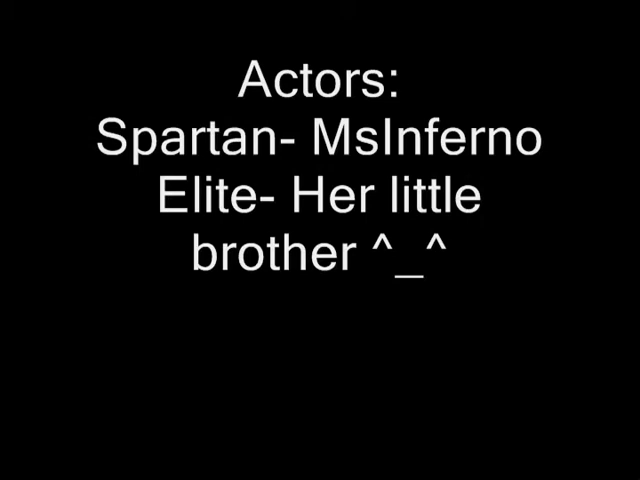 Actors:
Spartan- MsInferno
Elite- Her little
brother ^_^